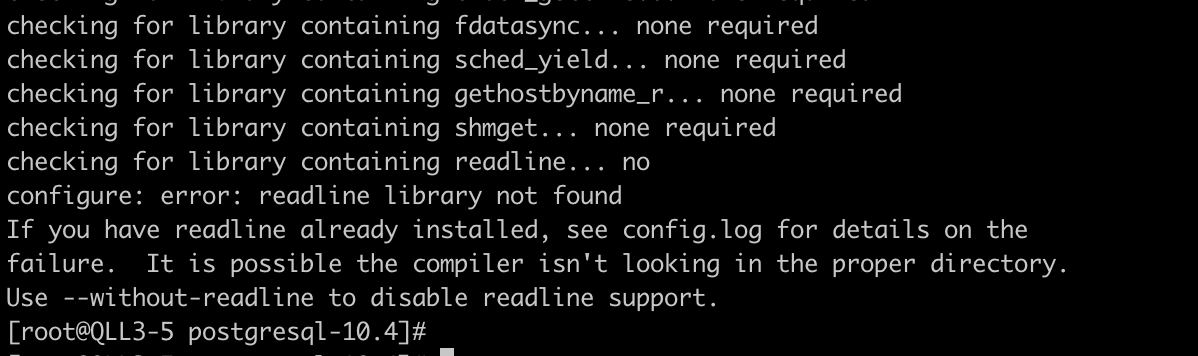 checking for library containing fdatasync... none required
checking for library containing sched_yield... none required
checking for library containing gethostbyname_r... none required
checking for library containing shmget... none required
checking for library containing readline... no
configure: error: readline library not found
If you have readline already installed, see config.log for details on the
failure.  It is possible the compiler isn't looking in the proper directory.
Use --without-readline to disable readline support.
[root@QLL3-5 postgresql-10.4]#